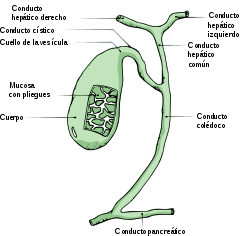 Conducto
hepático derecho
Conducto cístico
Cuello de la vesícula
Mucosa
con pliegues
Cuerpo
Conducto
hepático
izquierdo
Conducto
hepático
común
Conducto
colédoco
Conducto pancreático